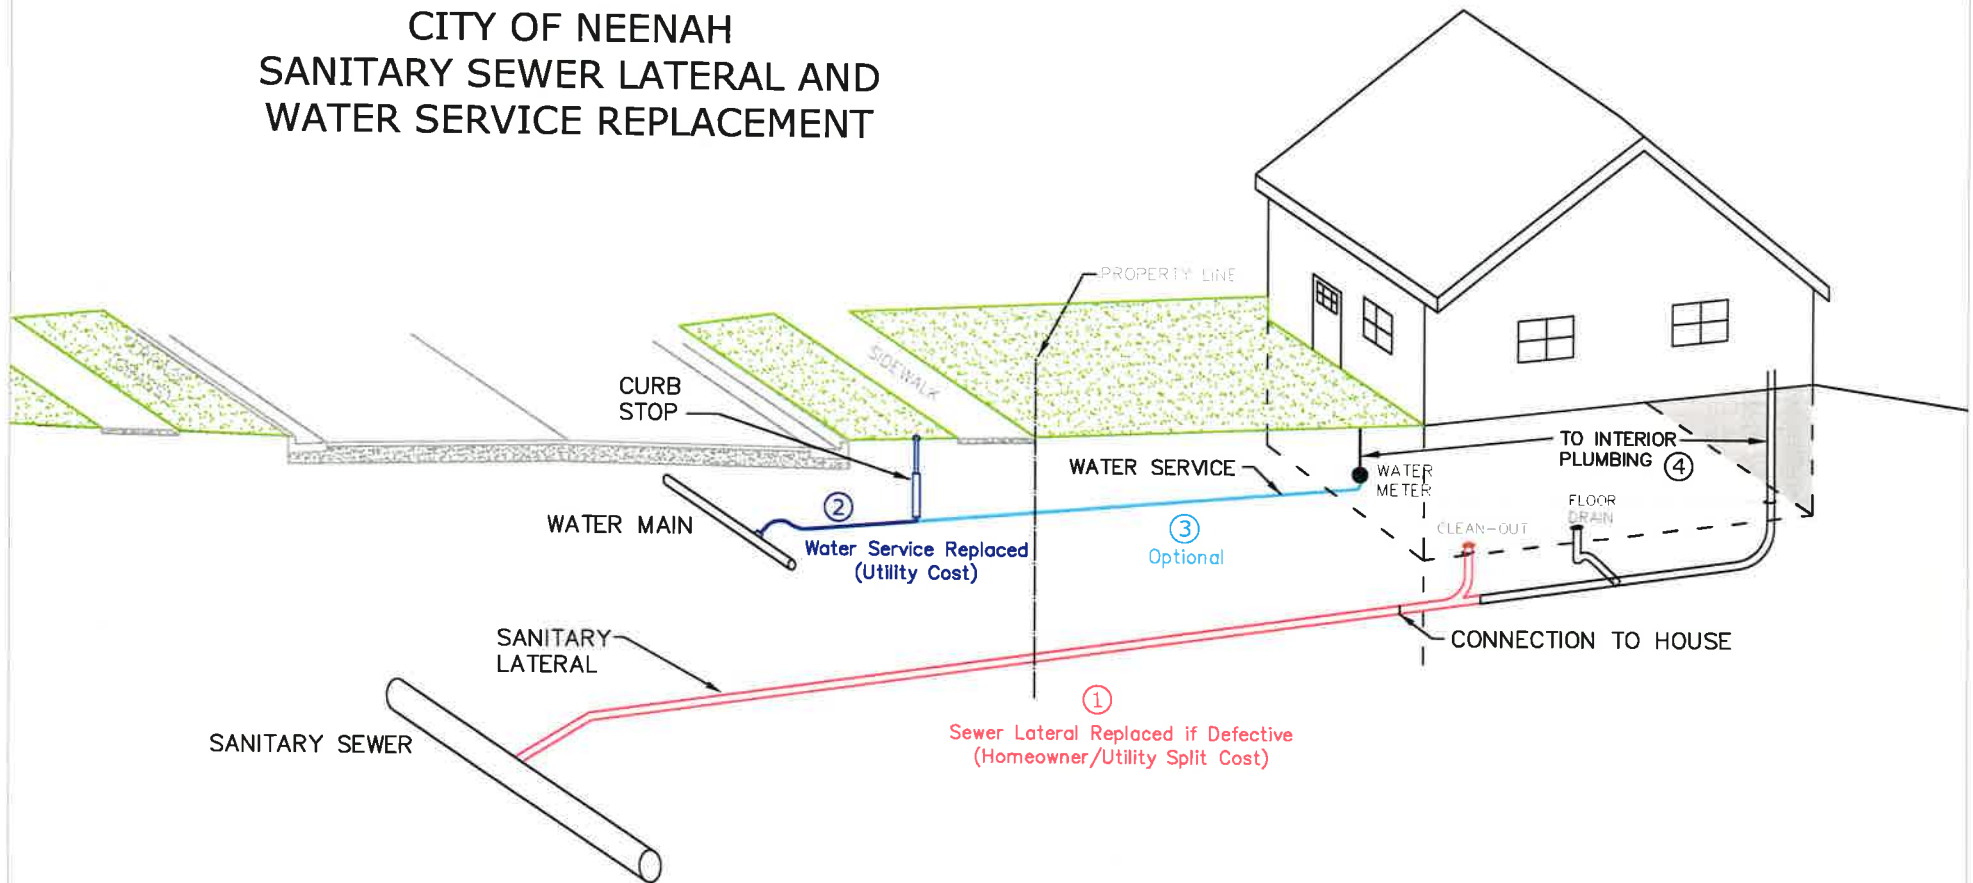 CITY OF NEENAH
SANITARY SEWER LATERAL AND
WATER SERVICE REPLACEMENT
PROPERTY LINE
TERRACE
(GRASS)
SIDEWALK
CURB
STOP
WATER SERVICE
TO INTERIOR
PLUMBING 4
WATER
METER
WATER MAIN
2
Water Service Replaced
(Utility Cost)
3
Optional
CLEAN-OUT
FLOOR
DRAIN
SANITARY
LATERAL
CONNECTION TO HOUSE
SANITARY SEWER
1
Sewer Lateral Replaced if Defective
(Homeowner/Utility Split Cost)